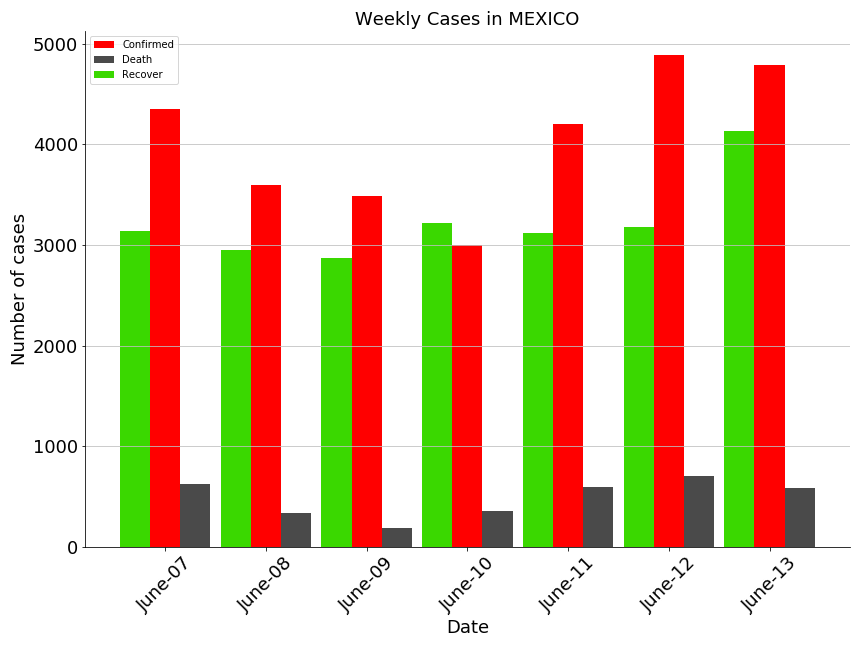 Weekly Cases in MEXICO
Confirmed
Death
Recover
Number of cases
5000
4000
3000
2000
1000
0
June-07
June-08
June-09
June-10
June-11
June-12
June-13
Date